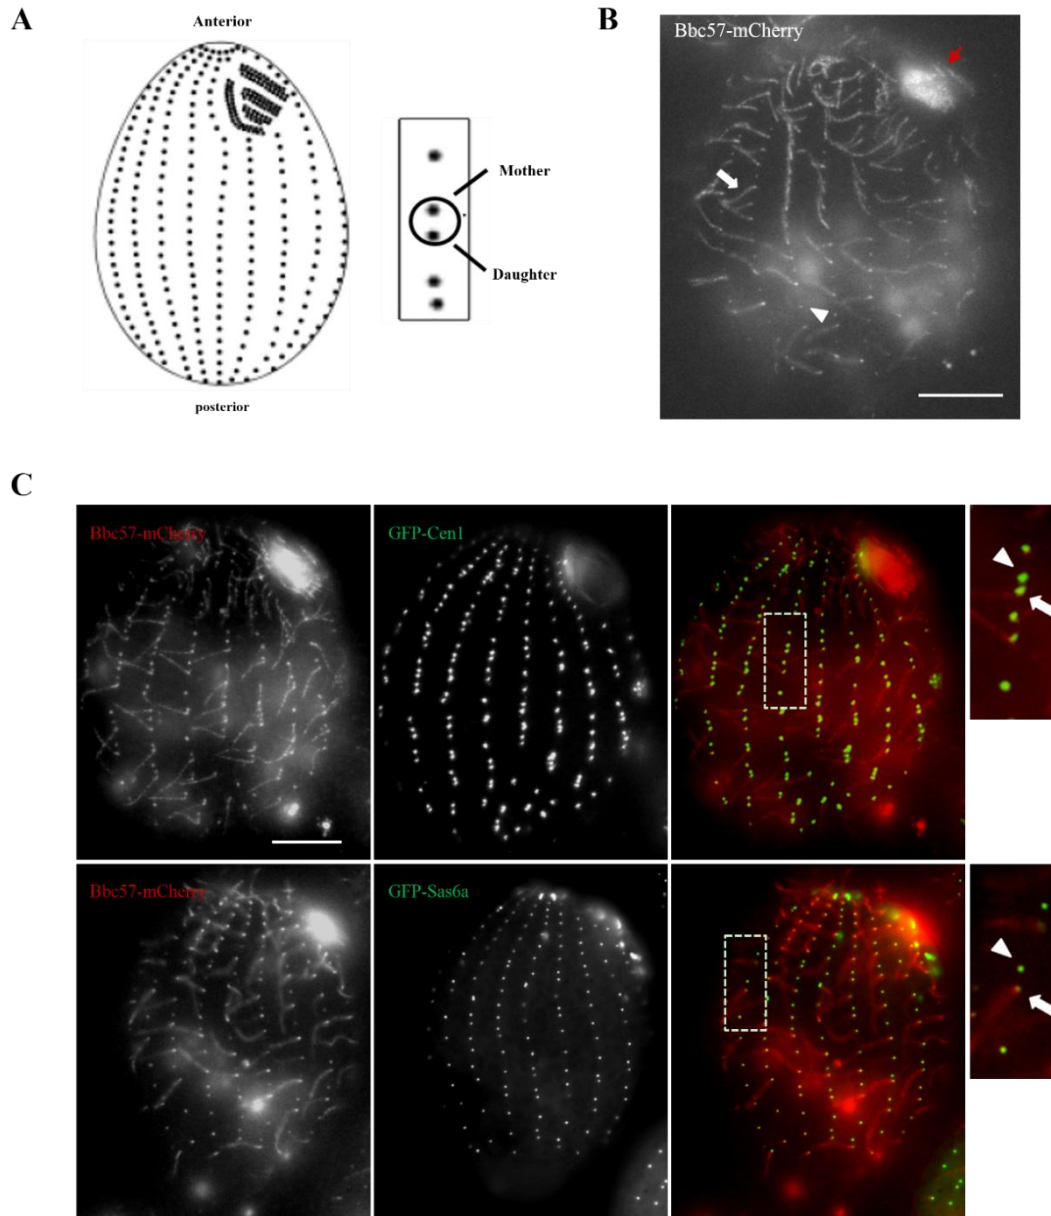 A
Anterior
Mother
Daughter
posterior
B
Bbc57-mCherry
C
Bbc57-mCherry
GFP-Cen1
Bbc57-mCherry
GFP-Sas6a